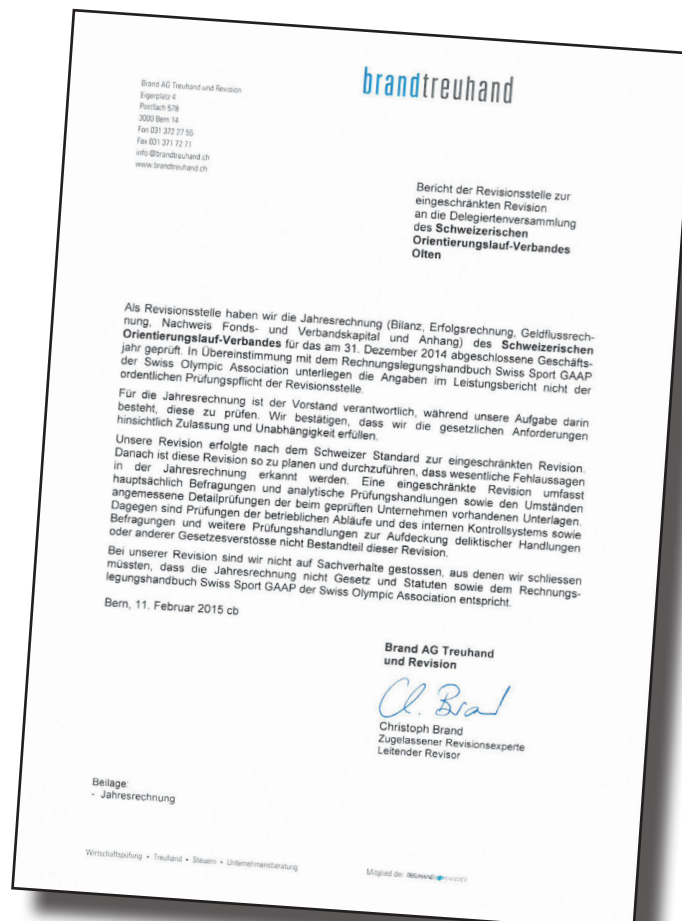 brandtreuhand
Brand AG Treuhand und Revision
Eigerplatz 4
Postfach 578
3000 Bern 14
Fon 031 372 27 55
Fax 031 371 72 71
info@brandtreuhand.ch
www.brandtreuhand.ch
Bericht der Revisionsstelle zur
eingeschränkten Revision
an die Delegiertenversammlung
des Schweizerischen
Orientierungslauf-Verbandes
Olten
Als Revisionsstelle haben wir die Jahresrechnung (Bilanz, Erfolgsrechnung, Geldflussrech-
nung, Nachweis Fonds- und Verbandskapital und Anhang) des Schweizerischen
Orientierungslauf-Verbandes für das am 31. Dezember 2014 abgeschlossene Geschäfts-
jahr geprüft. In Übereinstimmung mit dem Rechnungslegungshandbuch Swiss Sport GAAP
der Swiss Olympic Association unterliegen die Angaben im Leistungsbericht nicht der
ordentlichen Prüfungspflicht der Revisionsstelle.
Für die Jahresrechnung ist der Vorstand verantwortlich, während unsere Aufgabe darin
besteht, diese zu prüfen. Wir bestätigen, dass wir die gesetzlichen Anforderungen
hinsichtlich Zulassung und Unabhängigkeit erfüllen.
Unsere Revision erfolgte nach dem Schweizer Standard zur eingeschränkten Revision.
Danach ist diese Revision so zu planen und durchzuführen, dass wesentliche Fehlaussagen
in der Jahresrechnung erkannt werden. Eine eingeschränkte Revision umfasst
hauptsächlich Befragungen und analytische Prüfungshandlungen sowie den Umständen
angemessene Detailprüfungen der beim geprüften Unternehmen vorhandenen Unterlagen.
Dagegen sind Prüfungen der betrieblichen Abläufe und des internen Kontrollsystems sowie
Befragungen und weitere Prüfungshandlungen zur Aufdeckung deliktischer Handlungen
oder anderer Gesetzesverstösse nicht Bestandteil dieser Revision.
Bei unserer Revision sind wir nicht auf Sachverhalte gestossen, aus denen wir schliessen
müssten, dass die Jahresrechnung nicht Gesetz und Statuten sowie dem Rechnungs-
legungshandbuch Swiss Sport GAAP der Swiss Olympic Association entspricht.
Bern, 11. Februar 2015 cb
Brand AG Treuhand
und Revision
Christoph Brand
Zugelassener Revisionsexperte
Leitender Revisor
Beilage:
- Jahresrechnung
Wirtschaftsprüfung • Treuhand • Steuern • Unternehmensberatung
Mitglied der TREUHAND